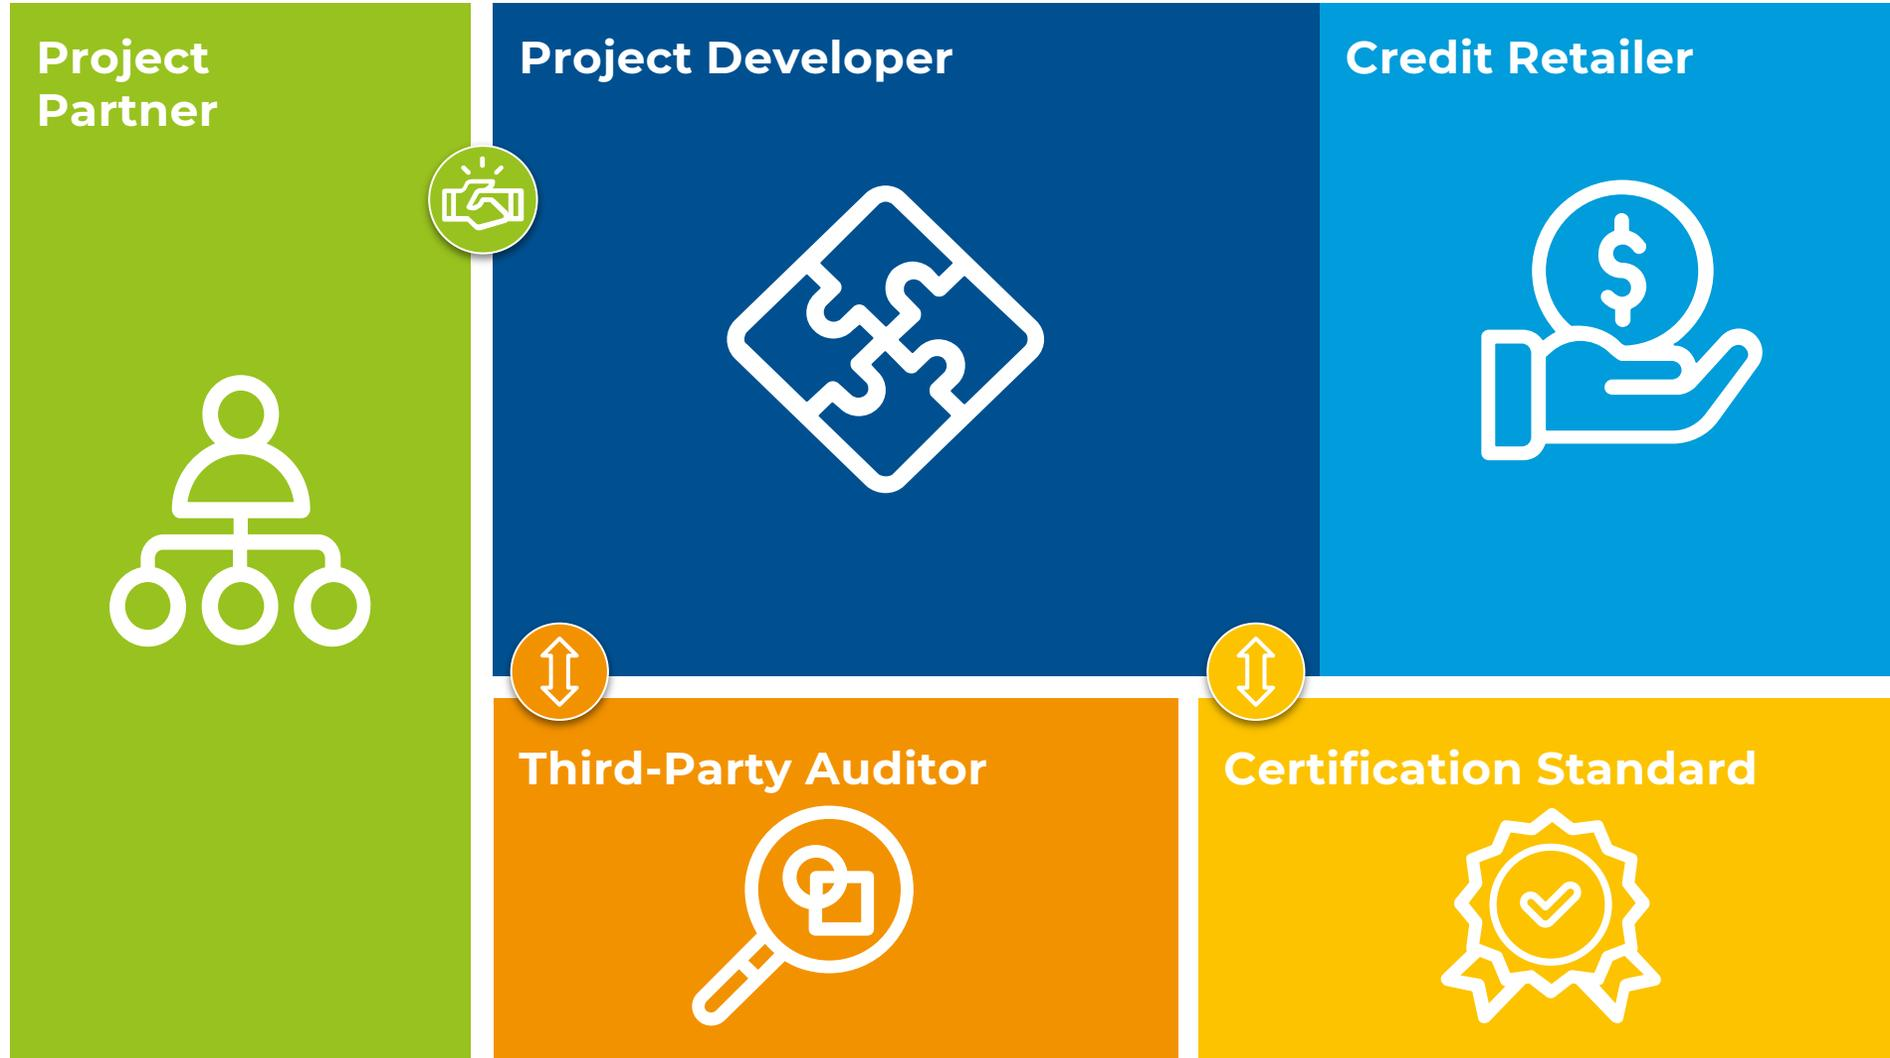 Project
Partner
Project Developer
Credit Retailer
Third-Party Auditor
Certification Standard